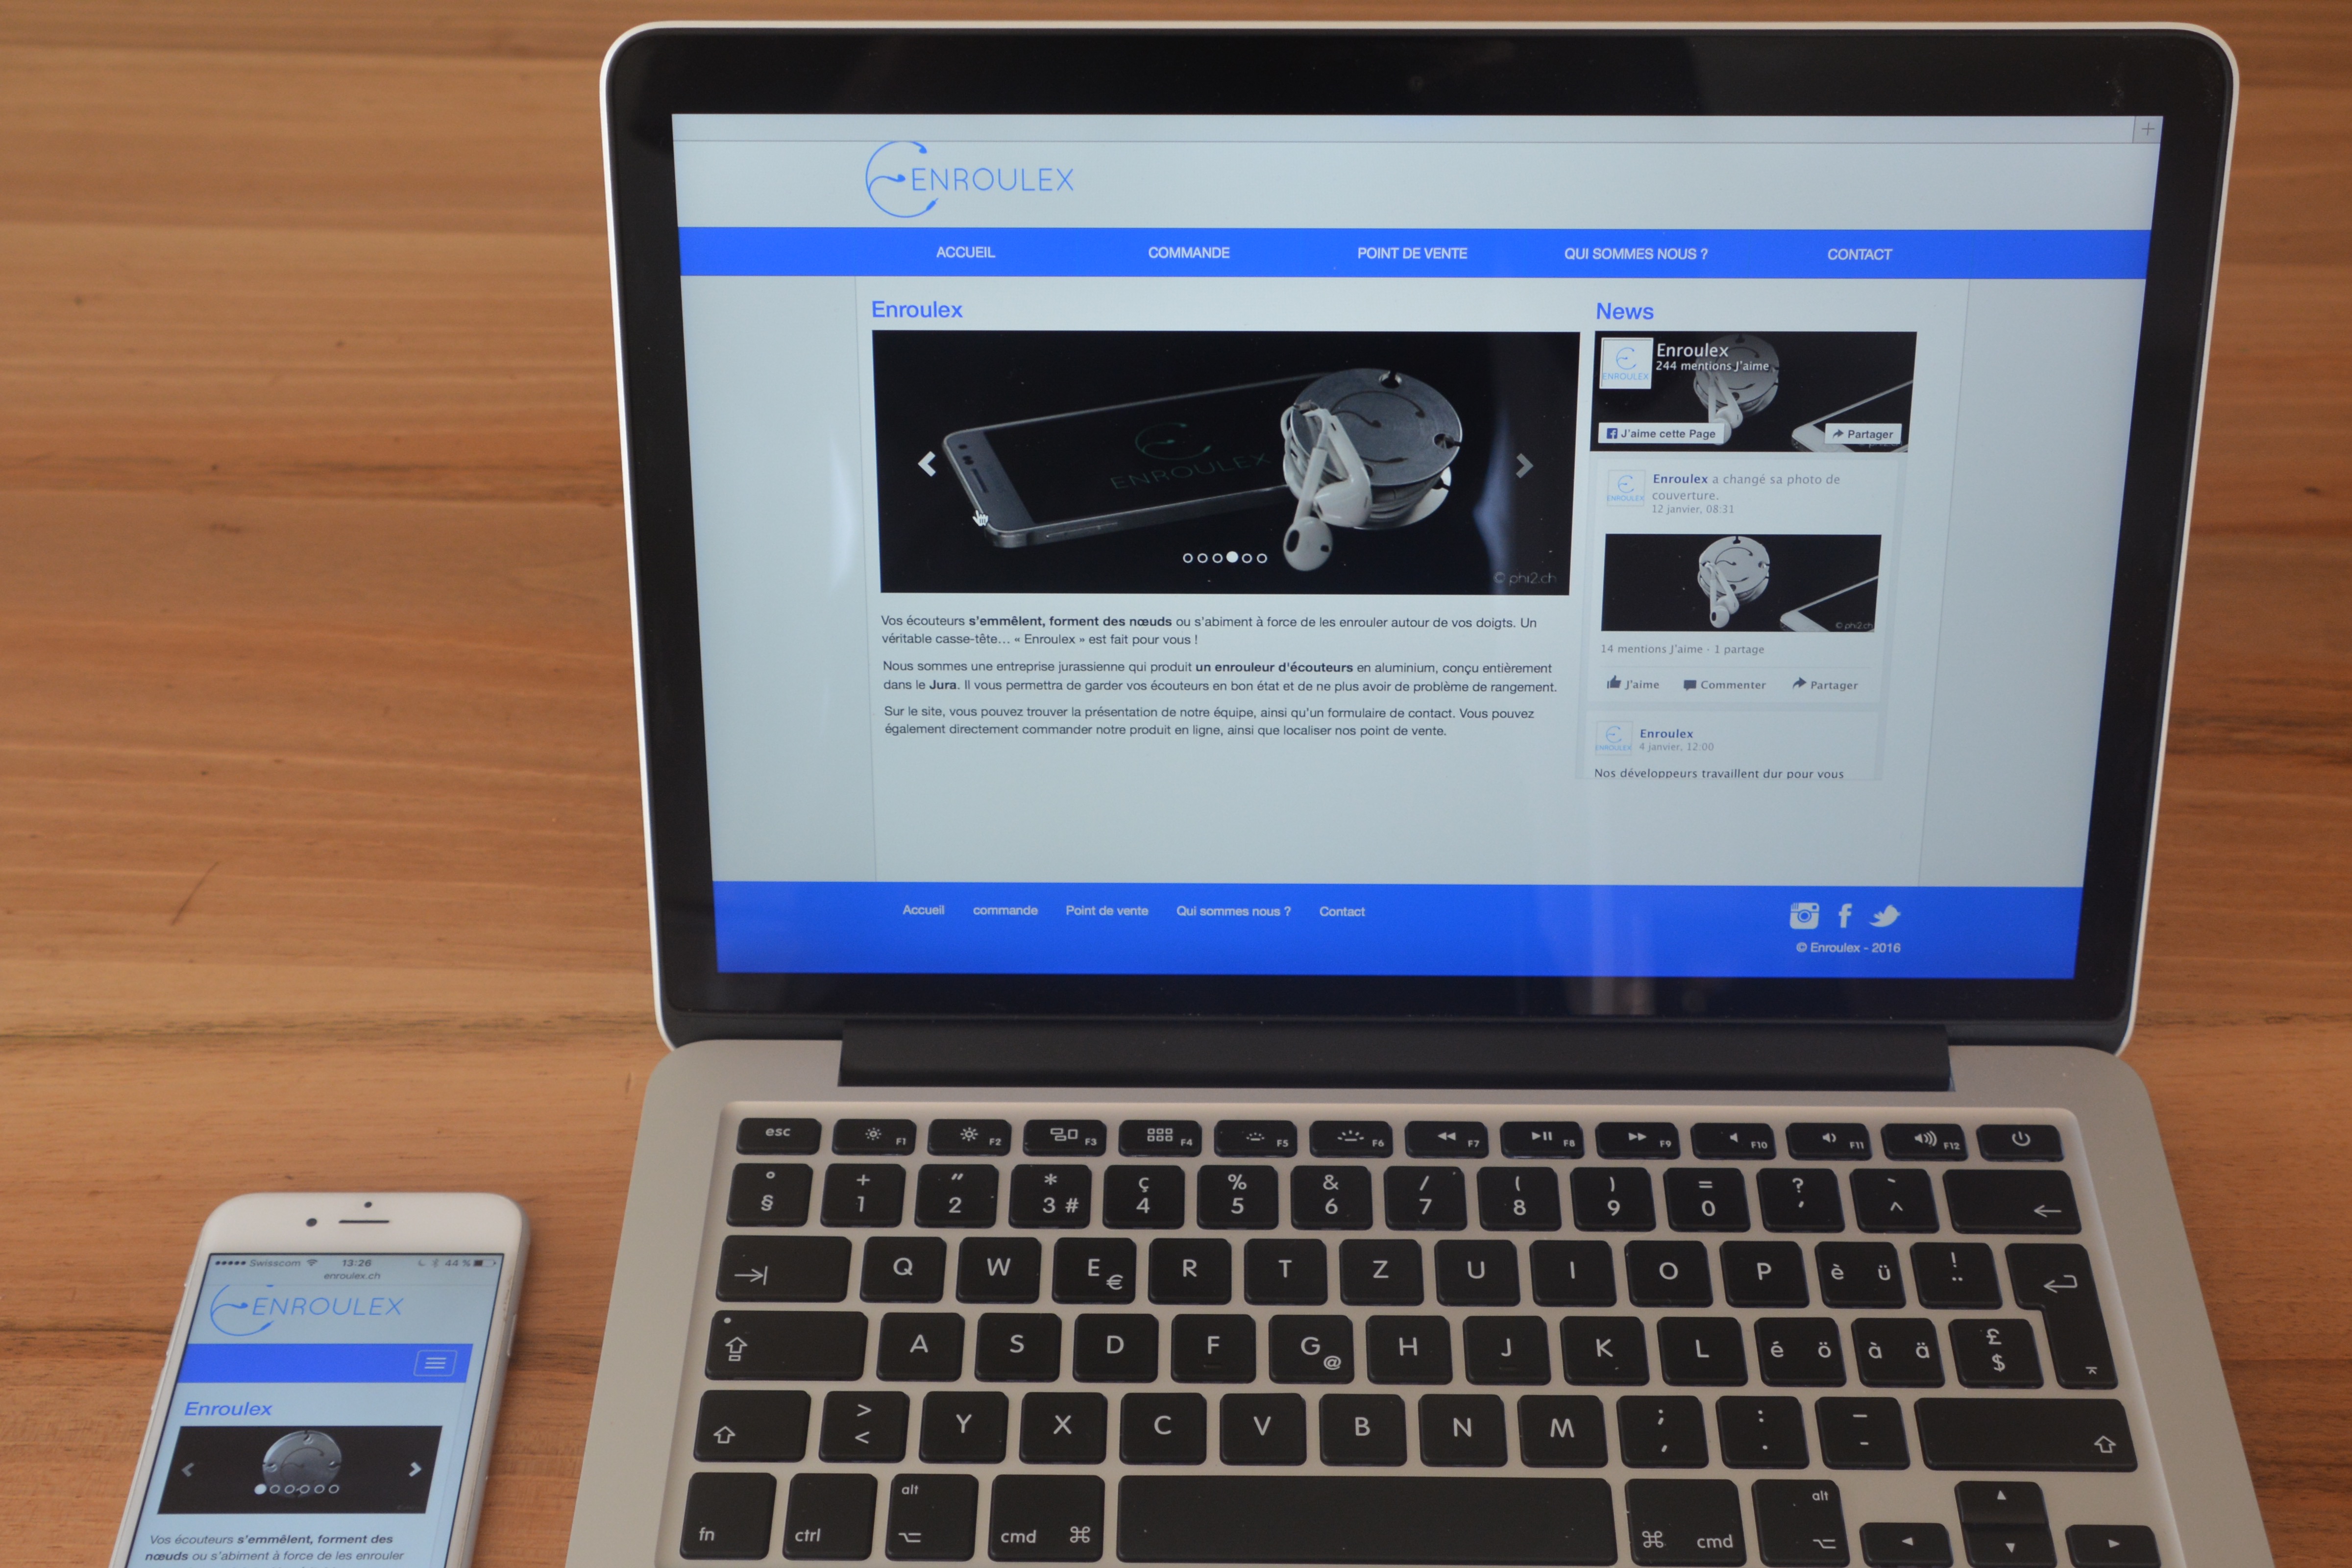 ENROULEX
ACCUEIL COMMANDE POINT DE VENTE QUI SOMMES NOUS ? CONTACT
Enroulex
ENROULEX
© phi2.ch
Vos écouteurs s'emmêlent, forment des nœuds ou s'abiment à force de les enrouler autour de vos doigts. Un
véritable casse-tête... « Enroulex » est fait pour vous !
Nous sommes une entreprise jurassienne qui produit un enrouleur d'écouteurs en aluminium, conçu entièrement
dans le Jura. Il vous permettra de garder vos écouteurs en bon état et de ne plus avoir de problème de rangement.
Sur le site, vous pouvez trouver la présentation de notre équipe, ainsi qu'un formulaire de contact. Vous pouvez
également directement commander notre produit en ligne, ainsi que localiser nos point de vente.
News
ENROULEX
Enroulex
244 mentions J'aime
J'aime cette Page Partager
ENROULEX
Enroulex a changé sa photo de
couverture.
12 janvier, 08:31
© phi2.ch
14 mentions J'aime · 1 partage
J'aime Commenter Partager
ENROULEX
Enroulex
4 janvier, 12:00
Nos développeurs travaillent dur pour vous
Accueil commande Point de vente Qui sommes nous ? Contact
© Enroulex - 2016
esc F1 F2 F3 F4 F5 F6 F7 F8 F9 F10 F11 F12
° § + 1 " 2 * 3 # ç 4 % 5 & 6 / 7 ( 8 ) 9 = 0 ? ' ` ^
Q W E € R T Z U I O P è ü ! ¨
A S D F G @ H J K L é ö à ä £ $
> < Y X C V B N M ; , : . _ -
fn ctrl alt cmd ⌘ ⌘ cmd alt
Swisscom 13:26 44 %
enroulex.ch
ENROULEX
Enroulex
Vos écouteurs s'emmêlent, forment des
nœuds ou s'abiment à force de les enrouler